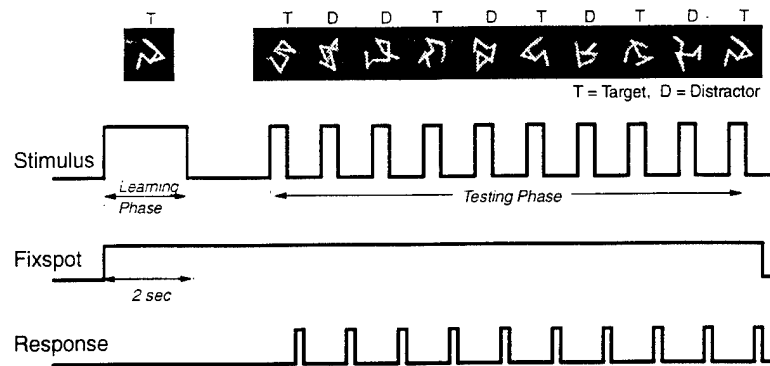 T T D D T D T D T D T
T = Target, D = Distractor
Stimulus
Learning
Phase
Testing Phase
Fixspot
2 sec
Response